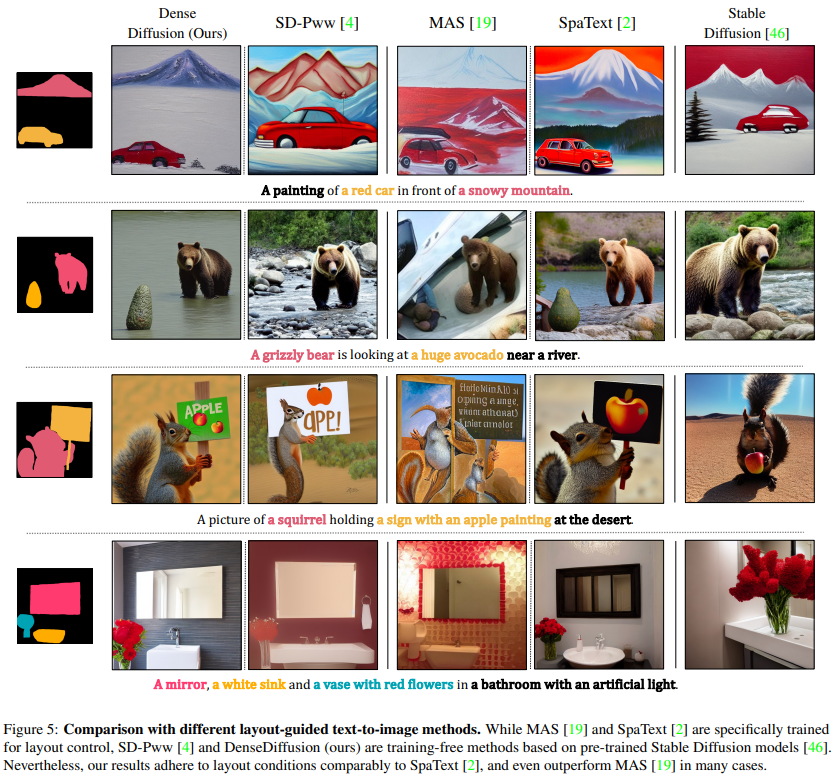 Dense
Diffusion (Ours)
SD-Pww [4]
MAS [19]
SpaText [2]
Stable
Diffusion [46]
A painting of a red car in front of a snowy mountain.
A grizzly bear is looking at a huge avocado near a river.
APPLE
APE!
A picture of a squirrel holding a sign with an apple painting at the desert.
A mirror, a white sink and a vase with red flowers in a bathroom with an artificial light.
Figure 5: Comparison with different layout-guided text-to-image methods. While MAS [19] and SpaText [2] are specifically trained
for layout control, SD-Pww [4] and DenseDiffusion (ours) are training-free methods based on pre-trained Stable Diffusion models [46].
Nevertheless, our results adhere to layout conditions comparably to SpaText [2], and even outperform MAS [19] in many cases.